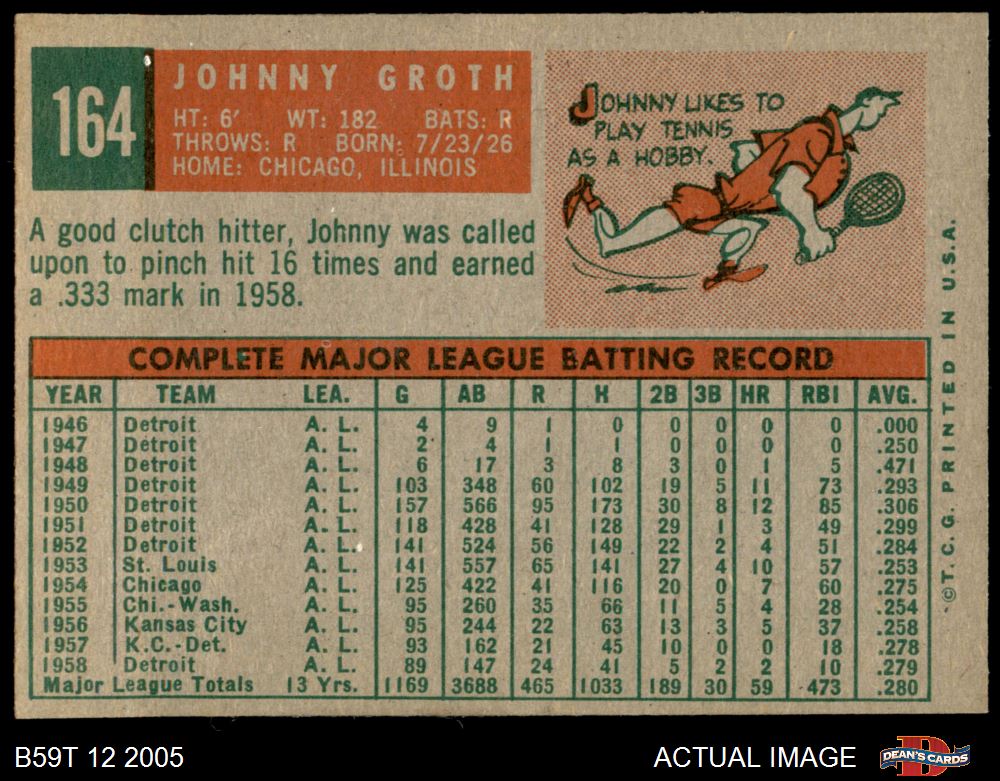 164
JOHNNY GROTH
HT: 6' WT: 182 BATS: R
THROWS: R BORN: 7/23/26
HOME: CHICAGO, ILLINOIS
JOHNNY LIKES TO
PLAY TENNIS
AS A HOBBY.
A good clutch hitter, Johnny was called
upon to pinch hit 16 times and earned
a .333 mark in 1958.
COMPLETE MAJOR LEAGUE BATTING RECORD
YEAR TEAM LEA. G AB R H 2B 3B HR RBI AVG.
1946 Detroit A. L. 4 9 1 0 0 0 0 0 .000
1947 Detroit A. L. 2 4 1 1 0 0 0 0 .250
1948 Detroit A. L. 6 17 3 8 3 0 1 5 .471
1949 Detroit A. L. 103 348 60 102 19 5 11 73 .293
1950 Detroit A. L. 157 566 95 173 30 8 12 85 .306
1951 Detroit A. L. 118 428 41 128 29 1 3 49 .299
1952 Detroit A. L. 141 524 56 149 22 2 4 51 .284
1953 St. Louis A. L. 141 557 65 141 27 4 10 57 .253
1954 Chicago A. L. 125 422 41 116 20 0 7 60 .275
1955 Chi.-Wash. A. L. 95 260 35 66 11 5 4 28 .254
1956 Kansas City A. L. 95 244 22 63 13 3 5 37 .258
1957 K.C.-Det. A. L. 93 162 21 45 10 0 0 18 .278
1958 Detroit A. L. 89 147 24 41 5 2 2 10 .279
Major League Totals 13 Yrs. 1169 3688 465 1033 189 30 59 473 .280
©T. C. G. PRINTED IN U.S.A.
B59T 12 2005
ACTUAL IMAGE
DEAN'S CARDS